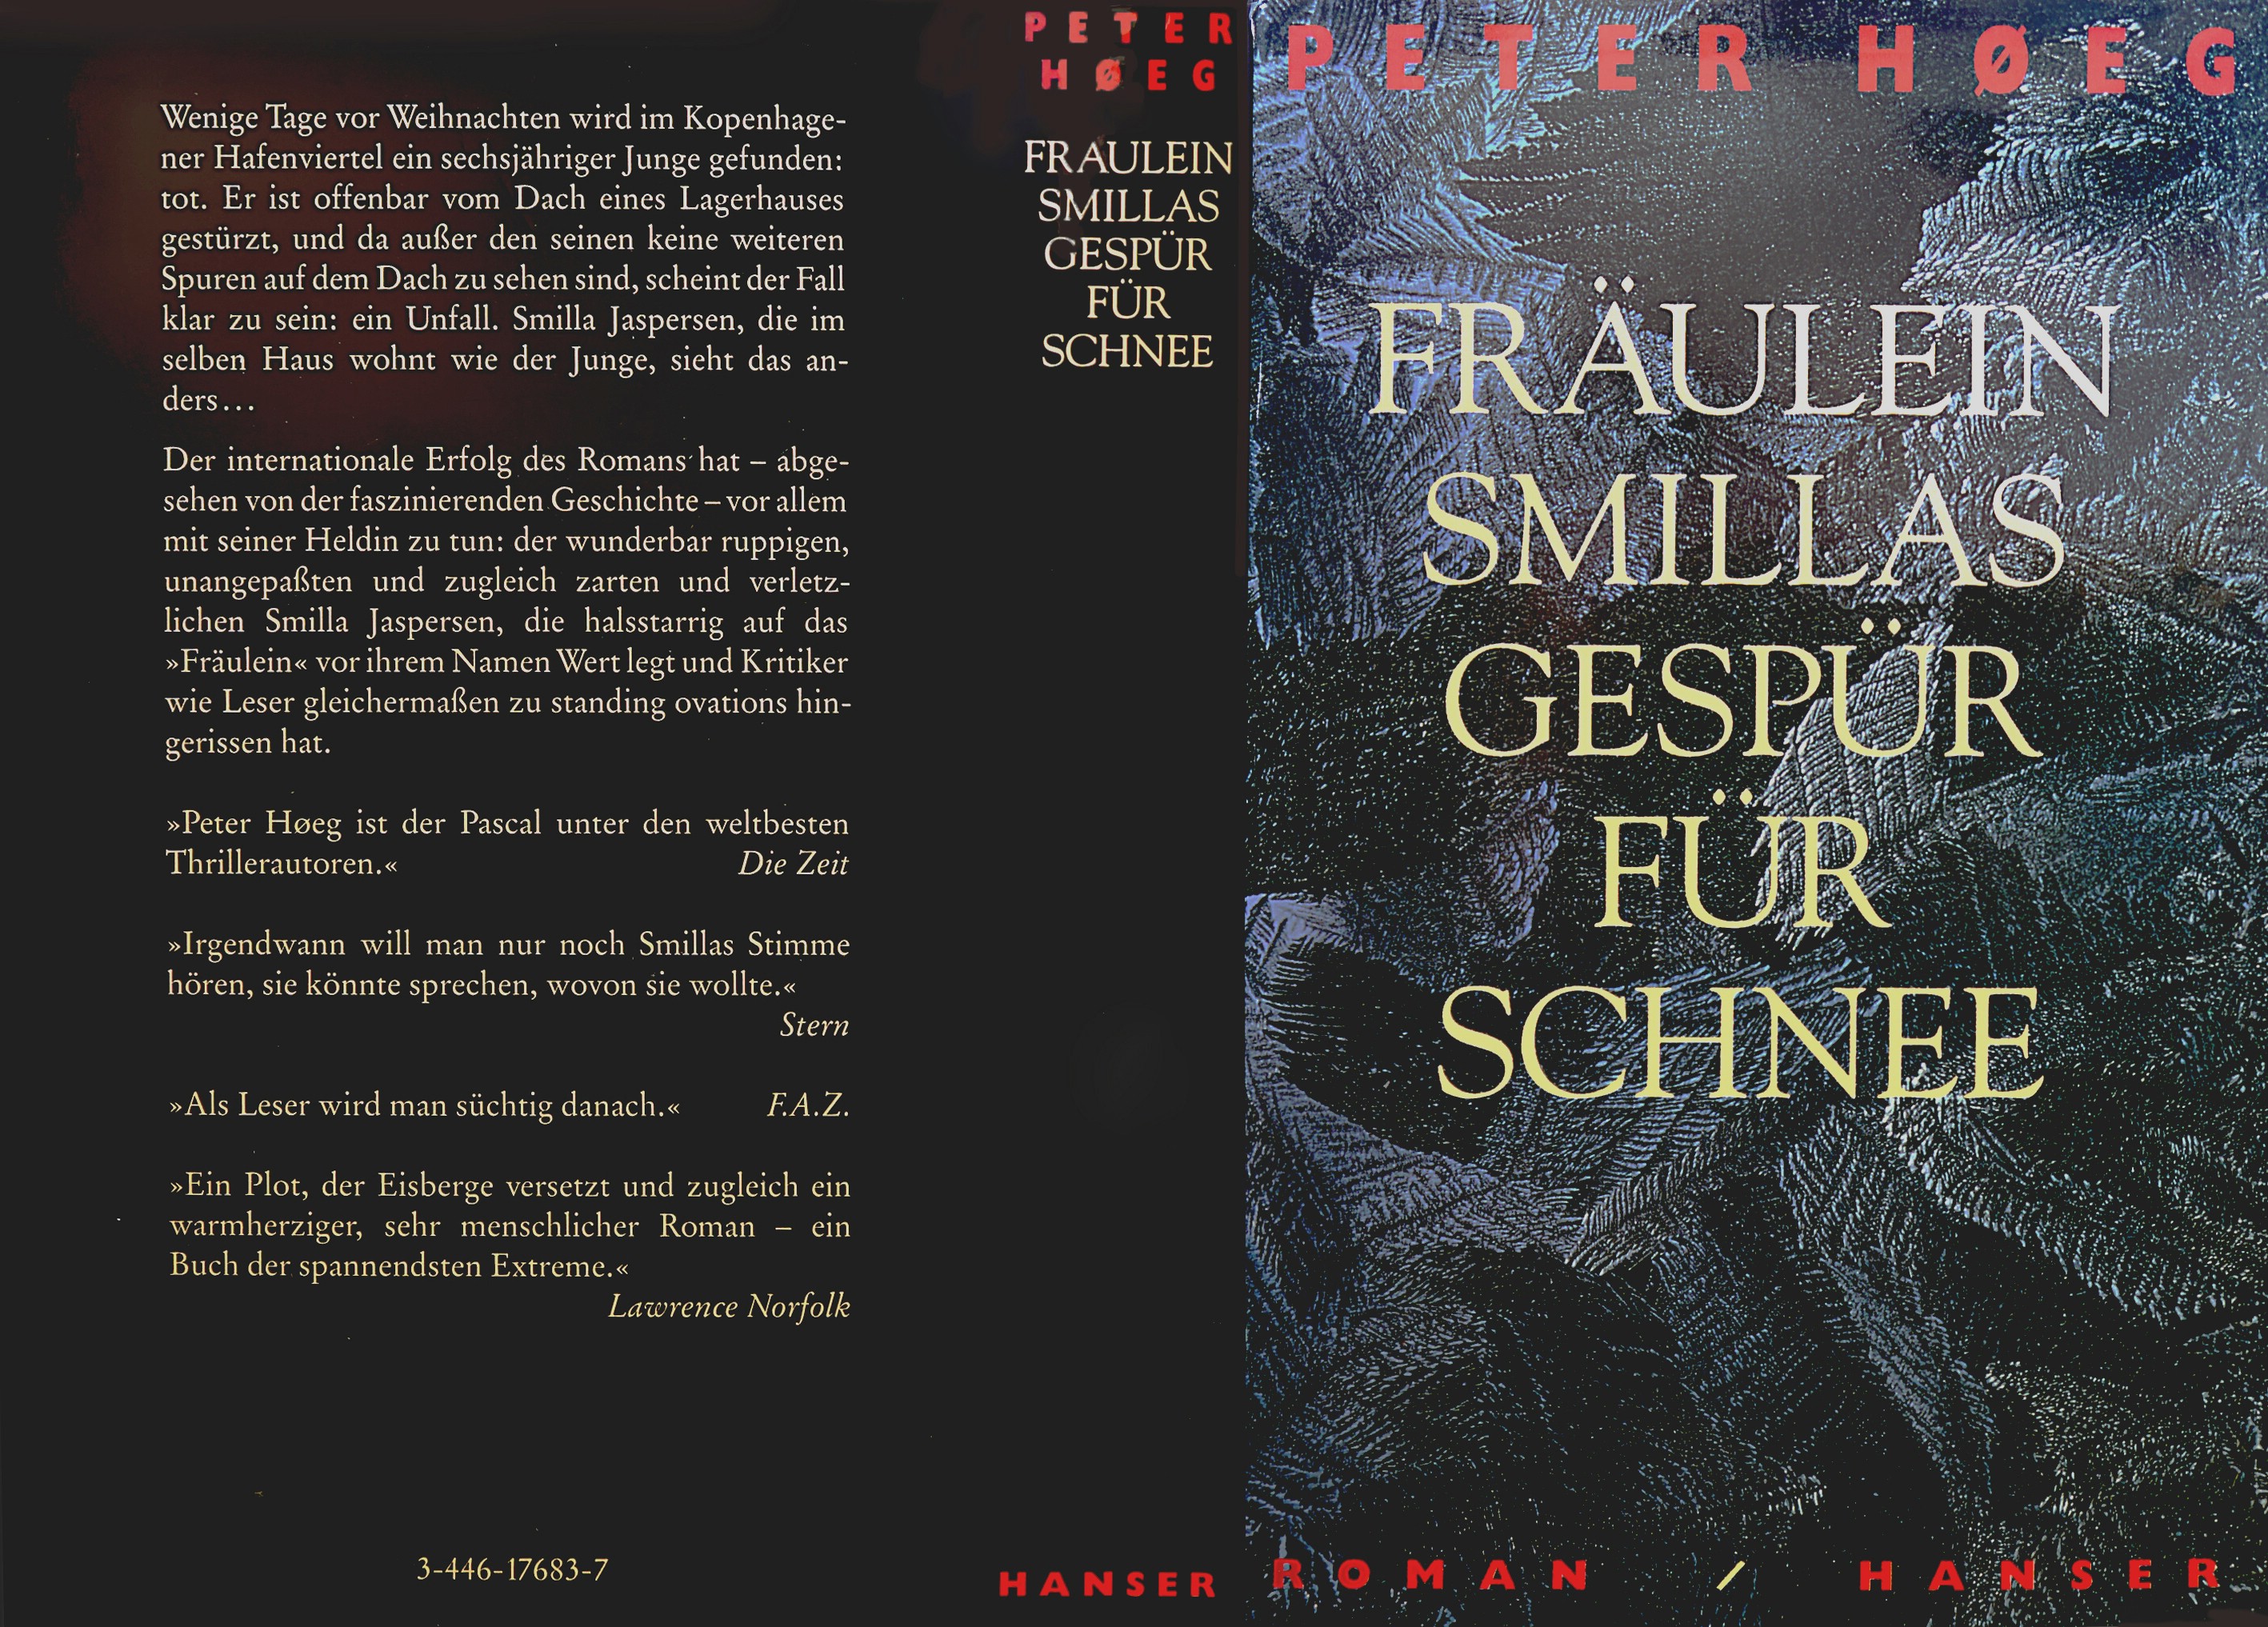 Wenige Tage vor Weihnachten wird im Kopenhage-
ner Hafenviertel ein sechsjähriger Junge gefunden:
tot. Er ist offenbar vom Dach eines Lagerhauses
gestürzt, und da außer den seinen keine weiteren
Spuren auf dem Dach zu sehen sind, scheint der Fall
klar zu sein: ein Unfall. Smilla Jaspersen, die im
selben Haus wohnt wie der Junge, sieht das an-
ders...
Der internationale Erfolg des Romans hat – abge-
sehen von der faszinierenden Geschichte – vor allem
mit seiner Heldin zu tun: der wunderbar ruppigen,
unangepaßten und zugleich zarten und verletz-
lichen Smilla Jaspersen, die halsstarrig auf das
»Fräulein« vor ihrem Namen Wert legt und Kritiker
wie Leser gleichermaßen zu standing ovations hin-
gerissen hat.
»Peter Høeg ist der Pascal unter den weltbesten
Thrillerautoren.« Die Zeit
»Irgendwann will man nur noch Smillas Stimme
hören, sie könnte sprechen, wovon sie wollte.«
Stern
»Als Leser wird man süchtig danach.« F.A.Z.
»Ein Plot, der Eisberge versetzt und zugleich ein
warmherziger, sehr menschlicher Roman – ein
Buch der spannendsten Extreme.«
Lawrence Norfolk
3-446-17683-7
PETER
HØEG
FRAULEIN
SMILLAS
GESPÜR
FÜR
SCHNEE
HANSER
PETER HØEG
FRÄULEIN
SMILLAS
GESPÜR
FÜR
SCHNEE
ROMAN / HANSER